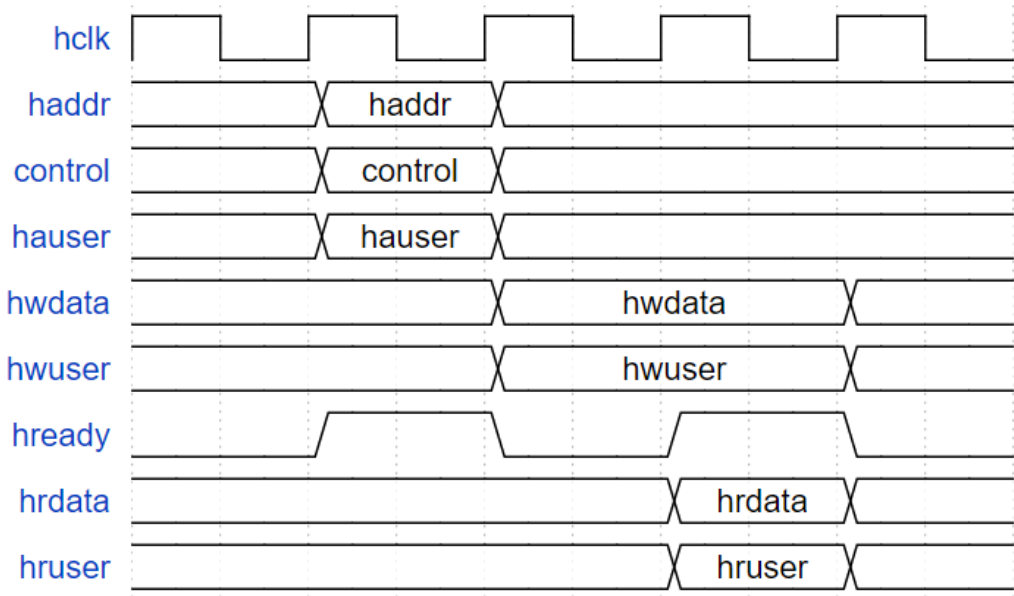 hclk
haddr haddr
control control
hauser hauser
hwdata hwdata
hwuser hwuser
hready
hrdata hrdata
hruser hruser